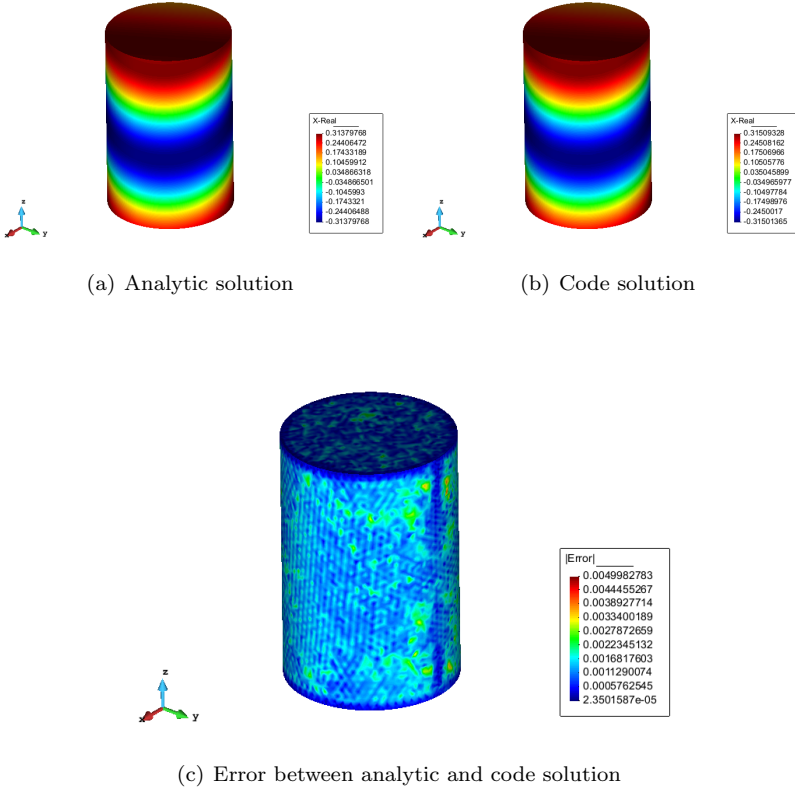 X-Real
0.31379768
0.24406472
0.17433189
0.10459912
0.034866318
-0.034866501
-0.1045993
-0.1743321
-0.24406488
-0.31379768
z
x
y
(a) Analytic solution
X-Real
0.31509328
0.24508162
0.17506966
0.10505776
0.035045899
-0.034965977
-0.10497784
-0.17498976
-0.2450017
-0.31501365
z
x
y
(b) Code solution
|Error|
0.0049982783
0.0044455267
0.0038927714
0.0033400189
0.0027872659
0.0022345132
0.0016817603
0.0011290074
0.0005762545
2.3501587e-05
z
x
y
(c) Error between analytic and code solution